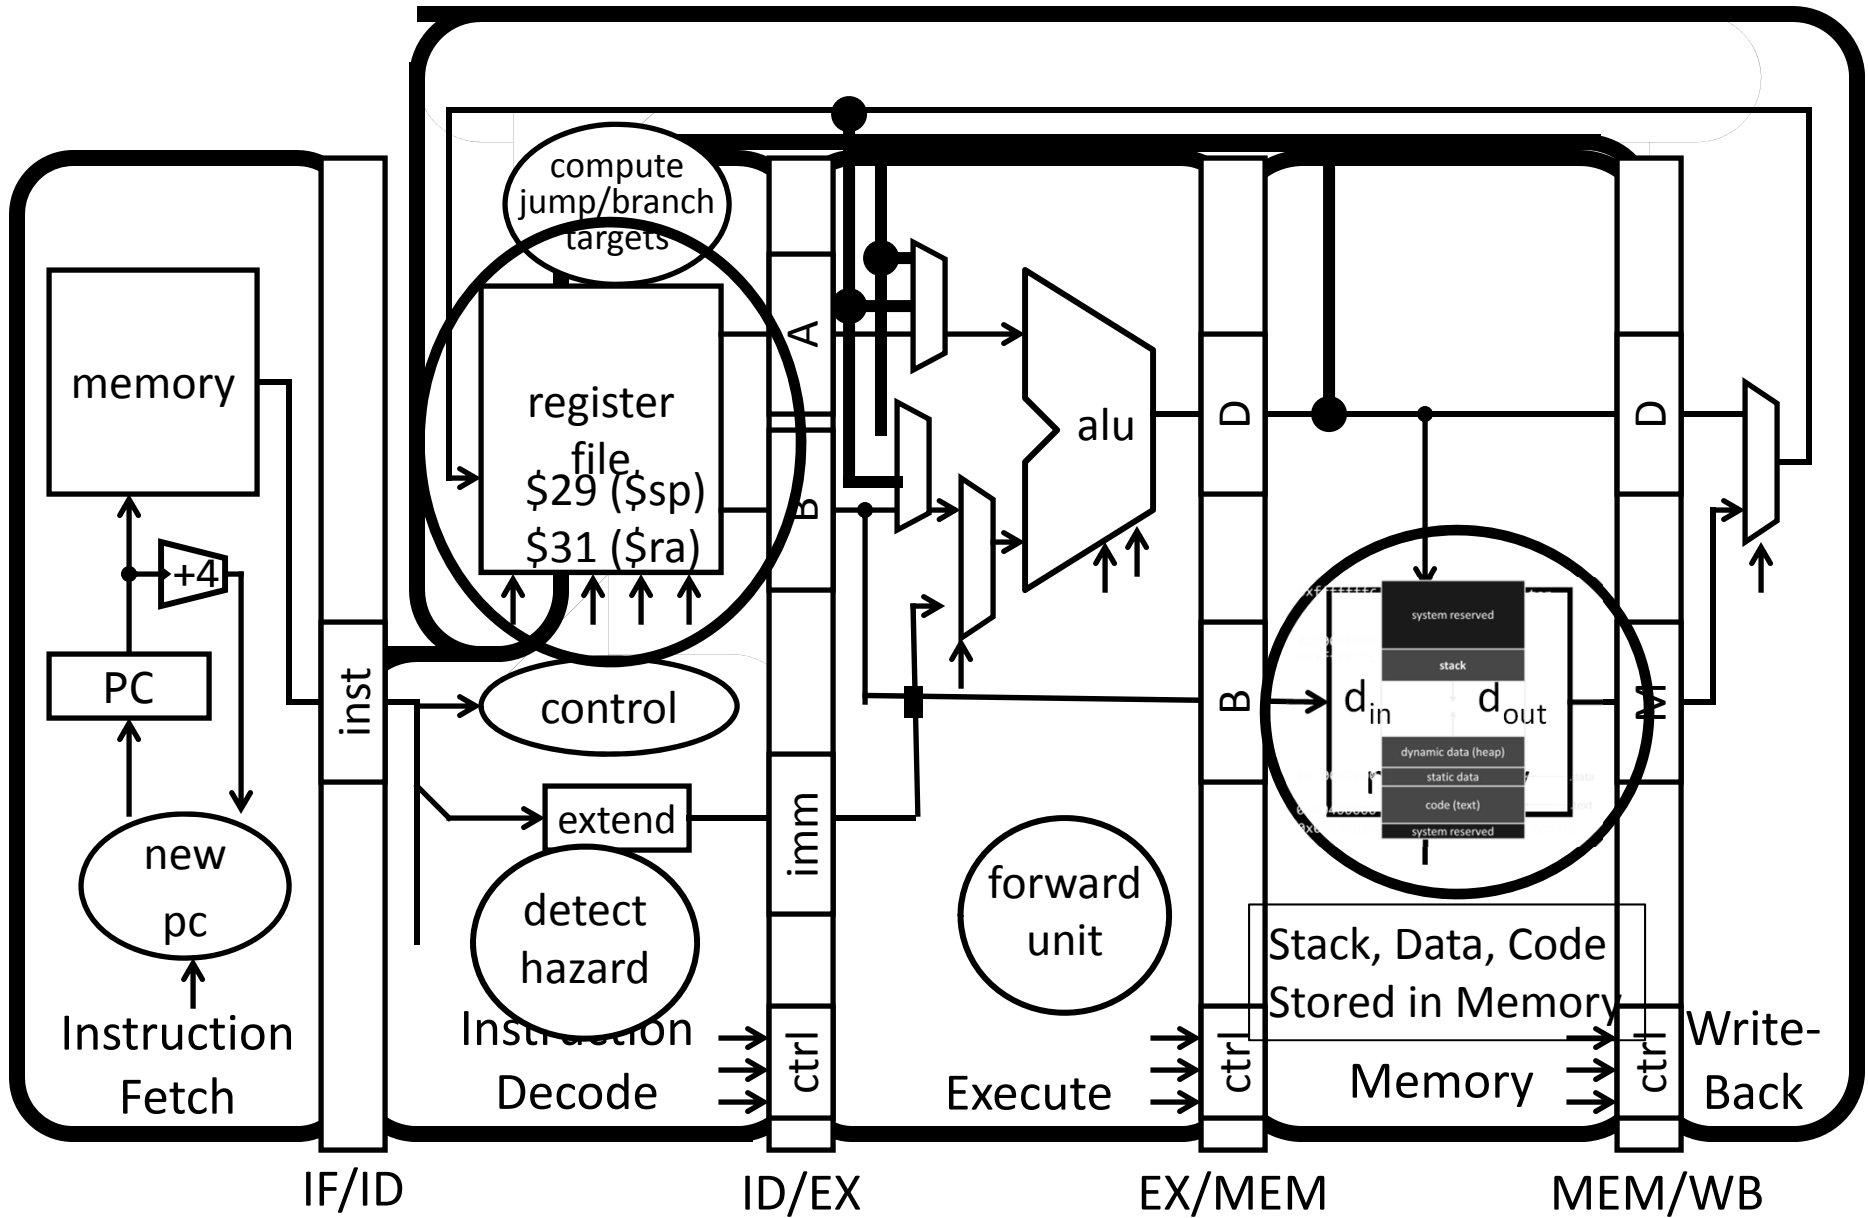 compute
jump/branch
targets
memory
register
file
$29 ($sp)
$31 ($ra)
A
B
alu
D
D
+4
PC
inst
control
B
M
system reserved
stack
d in
d out
dynamic data (heap)
static data
code (text)
system reserved
new
pc
extend
imm
detect
hazard
forward
unit
Stack, Data, Code
Stored in Memory
Instruction
Fetch
Instruction
Decode
ctrl
Execute
ctrl
Memory
ctrl
Write-
Back
IF/ID
ID/EX
EX/MEM
MEM/WB